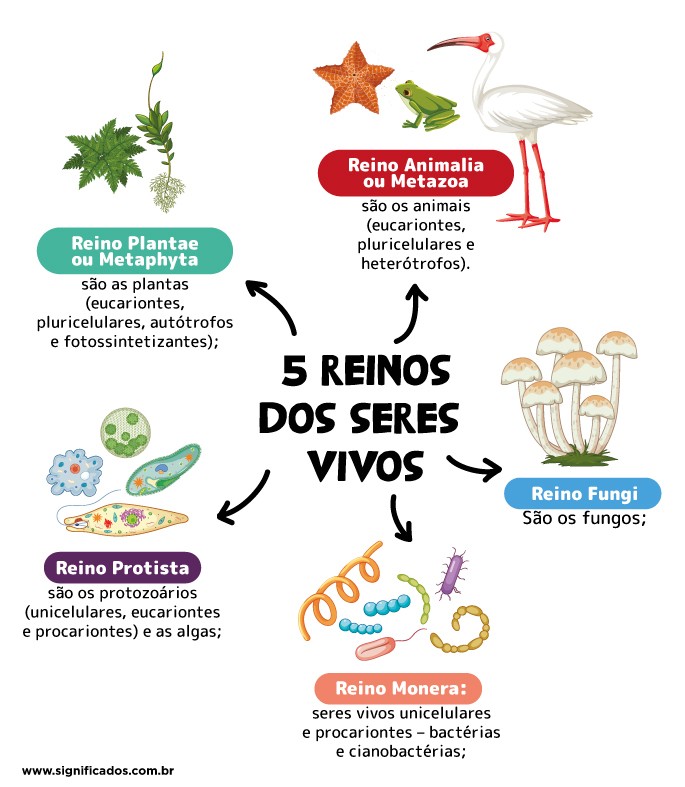 5 REINOS
DOS SERES
VIVOS
Reino Plantae
ou Metaphyta
são as plantas
(eucariontes,
pluricelulares, autótrofos
e fotossintetizantes);
Reino Animalia
ou Metazoa
são os animais
(eucariontes,
pluricelulares e
heterótrofos).
Reino Fungi
São os fungos;
Reino Protista
são os protozoários
(unicelulares, eucariontes
e procariontes) e as algas;
Reino Monera:
seres vivos unicelulares
e procariontes – bactérias
e cianobactérias;
www.significados.com.br